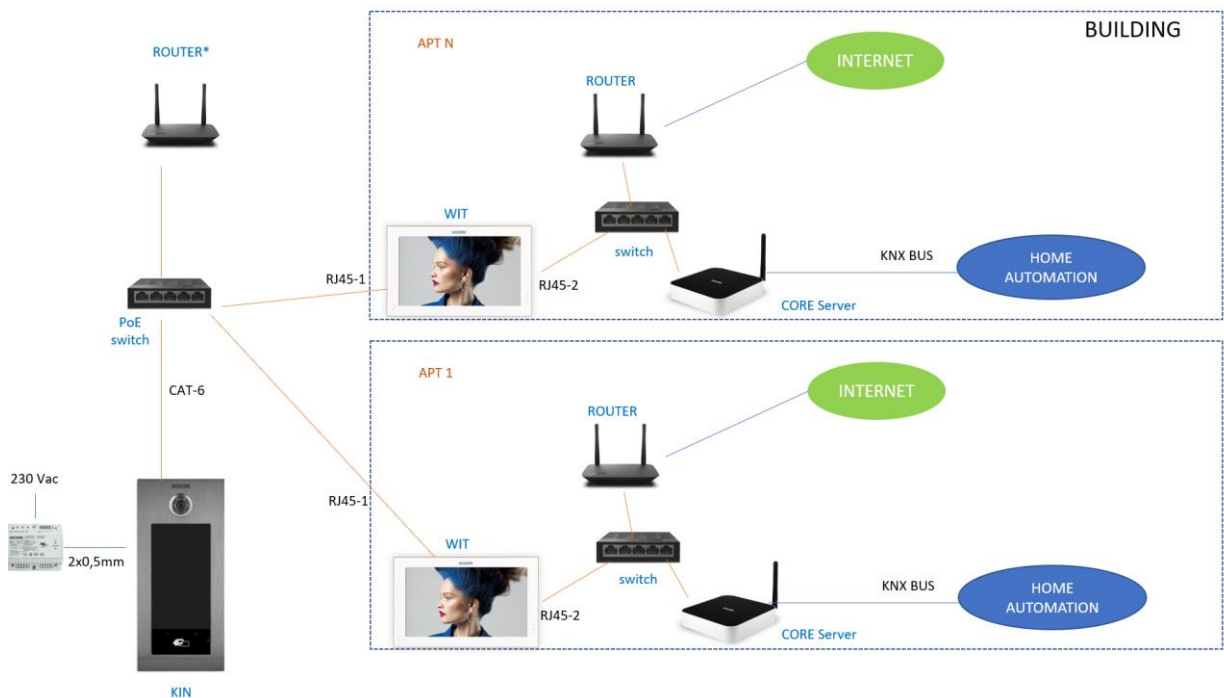 BUILDING
ROUTER*
APT N
INTERNET
ROUTER
WIT
switch
RJ45-1
RJ45-2
KNX BUS
HOME
AUTOMATION
CORE Server
PoE
switch
CAT-6
APT 1
INTERNET
ROUTER
230 Vac
2x0,5mm
RJ45-1
WIT
switch
RJ45-2
KNX BUS
HOME
AUTOMATION
CORE Server
KIN